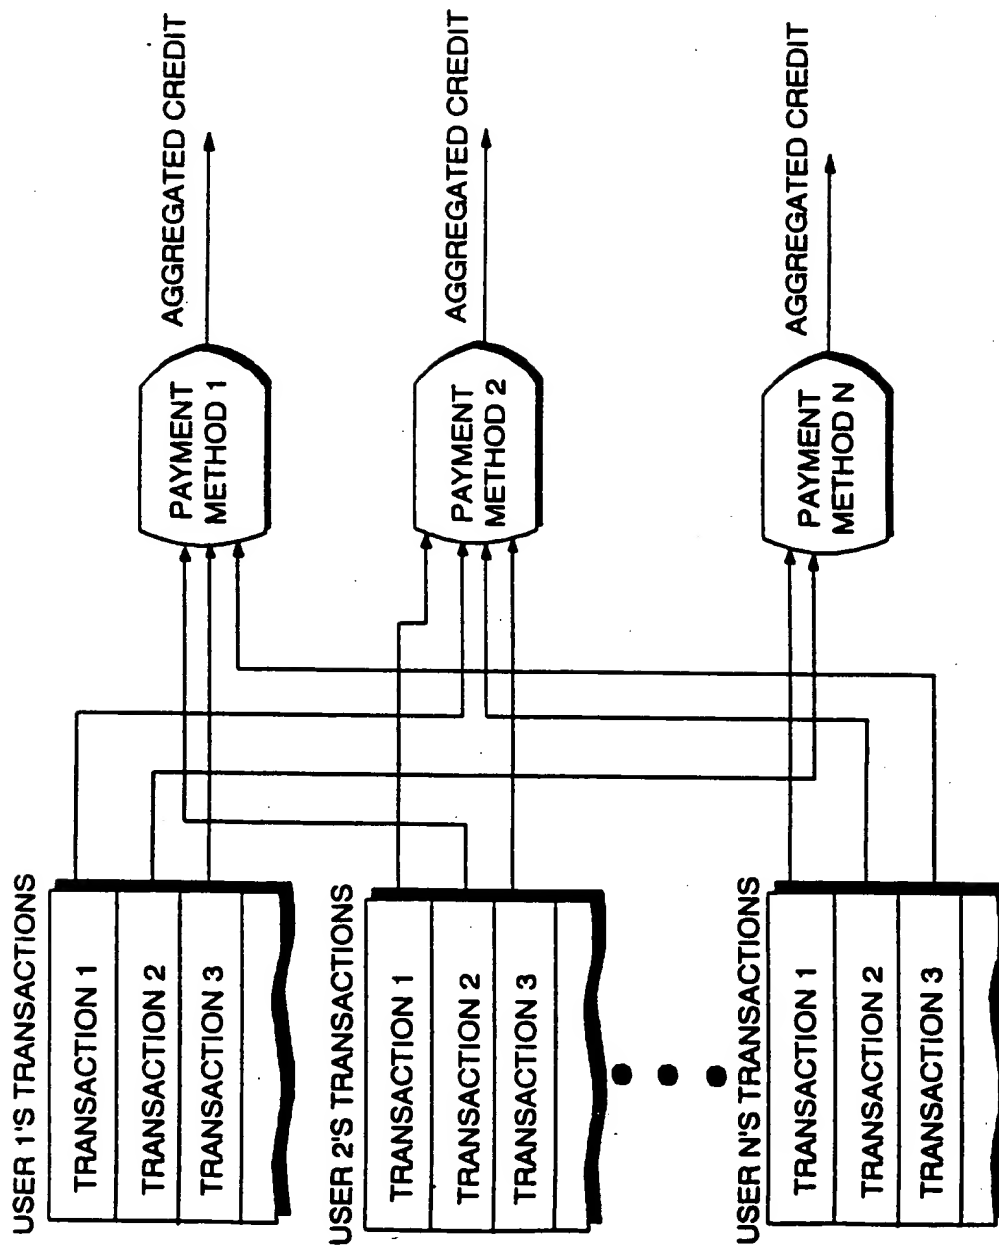 USER 1'S TRANSACTIONS
TRANSACTION 1
TRANSACTION 2
TRANSACTION 3
USER 2'S TRANSACTIONS
TRANSACTION 1
TRANSACTION 2
TRANSACTION 3
USER N'S TRANSACTIONS
TRANSACTION 1
TRANSACTION 2
TRANSACTION 3
PAYMENT
METHOD 1
PAYMENT
METHOD 2
PAYMENT
METHOD N
AGGREGATED CREDIT
AGGREGATED CREDIT
AGGREGATED CREDIT